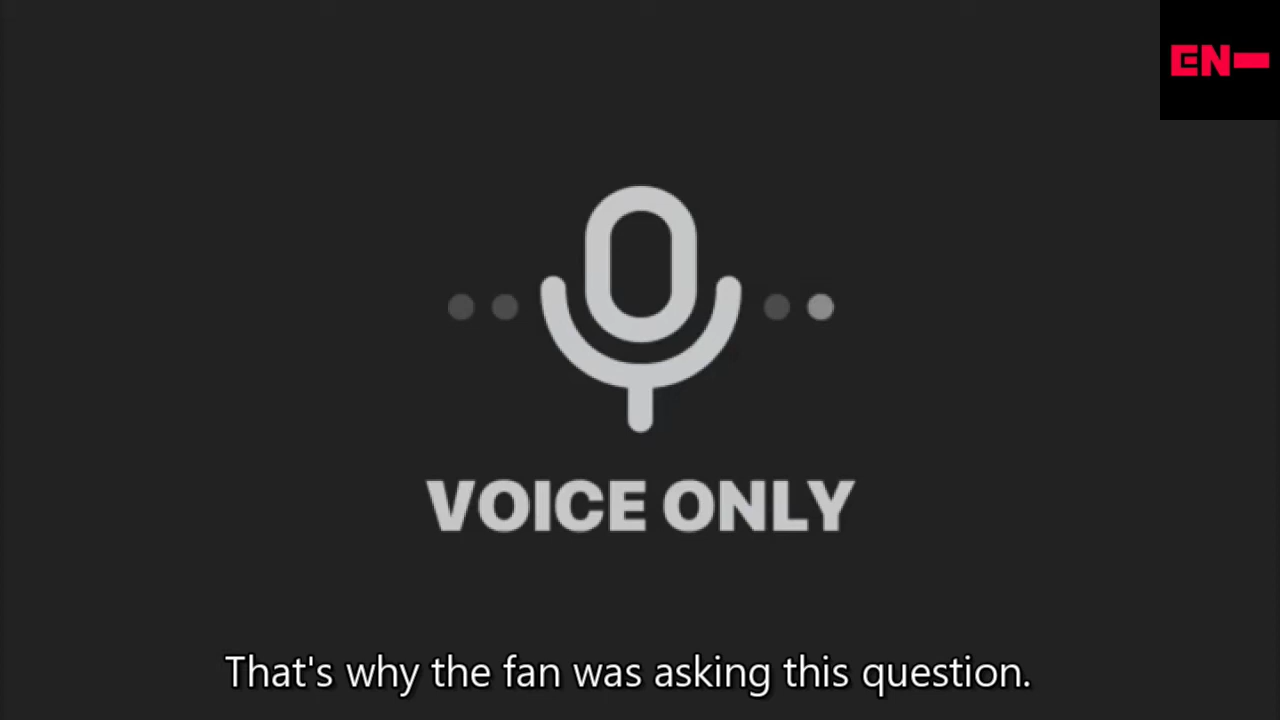 EN-
VOICE ONLY
That's why the fan was asking this question.